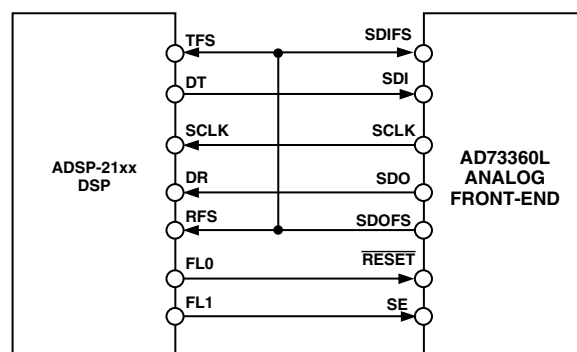 TFS SDIFS
DT SDI
SCLK SCLK
ADSP-21xx
DSP
DR SDO
AD73360L
ANALOG
FRONT-END
RFS SDOFS
FL0 RESET
FL1 SE